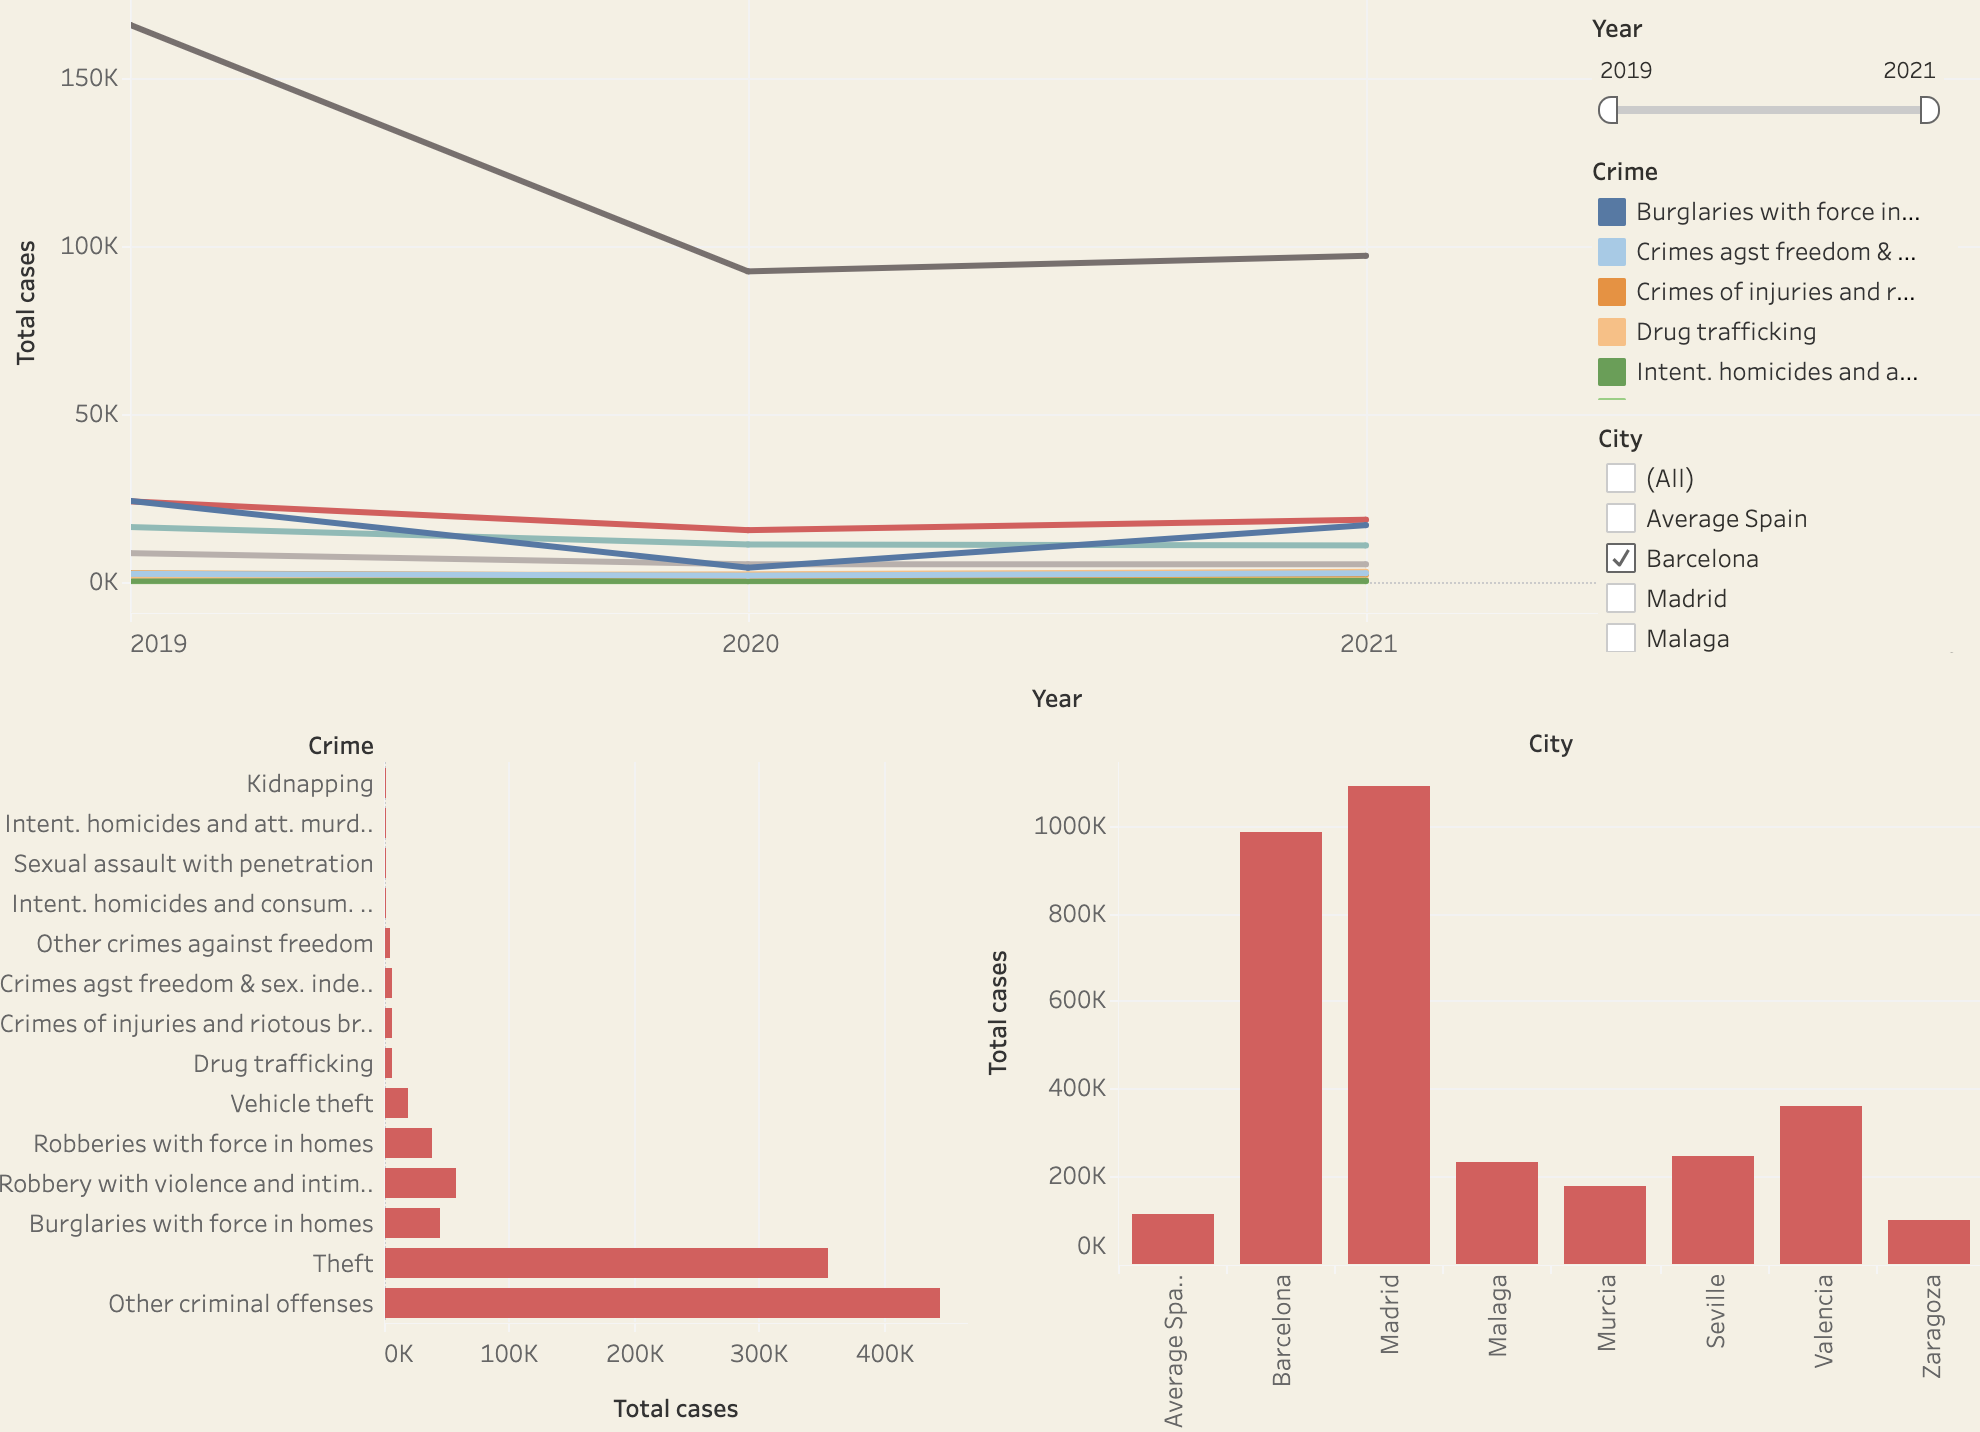 150K
100K
50K
0K
Total cases
2019 2020 2021
Year
Year
2019 2021
Crime
Burglaries with force in...
Crimes agst freedom & ...
Crimes of injuries and r...
Drug trafficking
Intent. homicides and a...
City
(All)
Average Spain
Barcelona
Madrid
Malaga
Crime
Kidnapping
Intent. homicides and att. murd..
Sexual assault with penetration
Intent. homicides and consum. ..
Other crimes against freedom
Crimes agst freedom & sex. inde..
Crimes of injuries and riotous br..
Drug trafficking
Vehicle theft
Robberies with force in homes
Robbery with violence and intim..
Burglaries with force in homes
Theft
Other criminal offenses
0K 100K 200K 300K 400K
Total cases
City
1000K
800K
600K
400K
200K
0K
Total cases
Average Spa..
Barcelona
Madrid
Malaga
Murcia
Seville
Valencia
Zaragoza